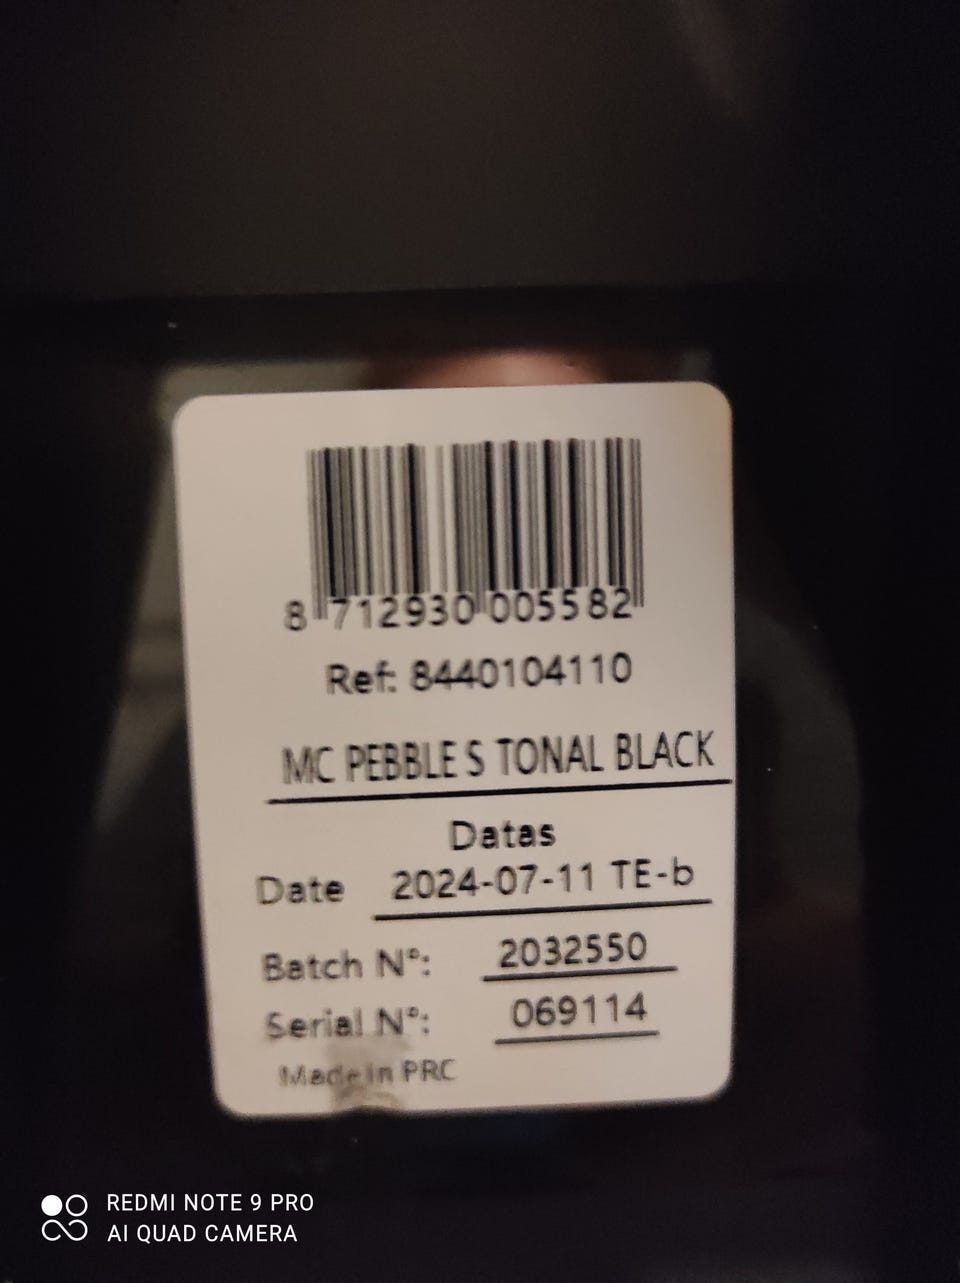 8 712930 005582
Ref: 8440104110
MC PEBBLE S TONAL BLACK
Datas
Date 2024-07-11 TE-b
Batch N°: 2032550
Serial N°: 069114
Made in PRC
REDMI NOTE 9 PRO
AI QUAD CAMERA